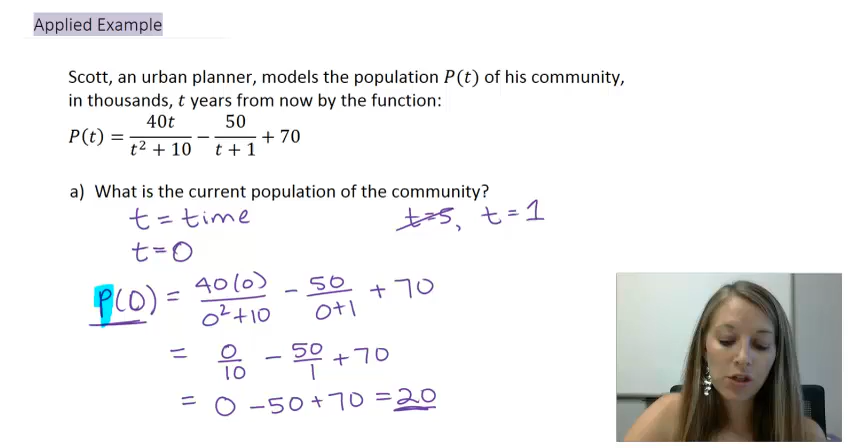 Applied Example
Scott, an urban planner, models the population P(t) of his community,
in thousands, t years from now by the function:
P(t) = 40t/(t² + 10) − 50/(t + 1) + 70
a) What is the current population of the community?
t = time t=5, t = 1
t=0
P(0) = 40(0)/(0²+10) − 50/(0+1) + 70
= 0/10 − 50/1 + 70
= 0 − 50 + 70 = 20